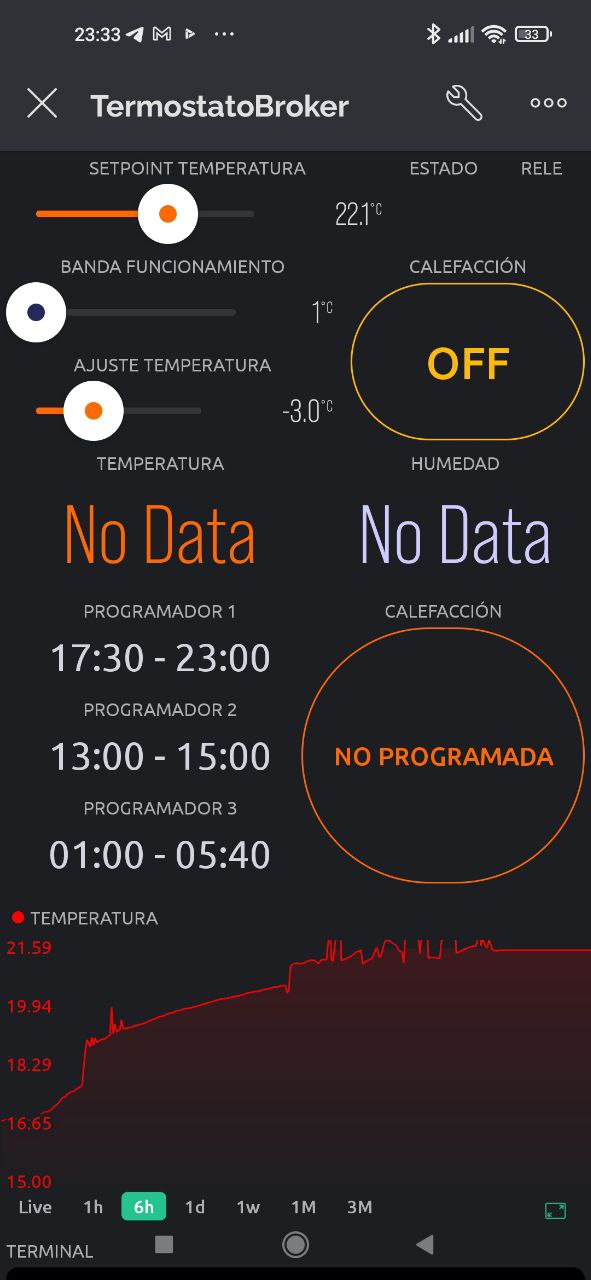 23:33
33
TermostatoBroker
SETPOINT TEMPERATURA
ESTADO
RELE
22.1°C
BANDA FUNCIONAMIENTO
CALEFACCIÓN
1°C
OFF
AJUSTE TEMPERATURA
-3.0°C
TEMPERATURA
HUMEDAD
No Data
No Data
PROGRAMADOR 1
CALEFACCIÓN
17:30 - 23:00
PROGRAMADOR 2
13:00 - 15:00
NO PROGRAMADA
PROGRAMADOR 3
01:00 - 05:40
TEMPERATURA
21.59
19.94
18.29
16.65
15.00
Live 1h 6h 1d 1w 1M 3M
TERMINAL